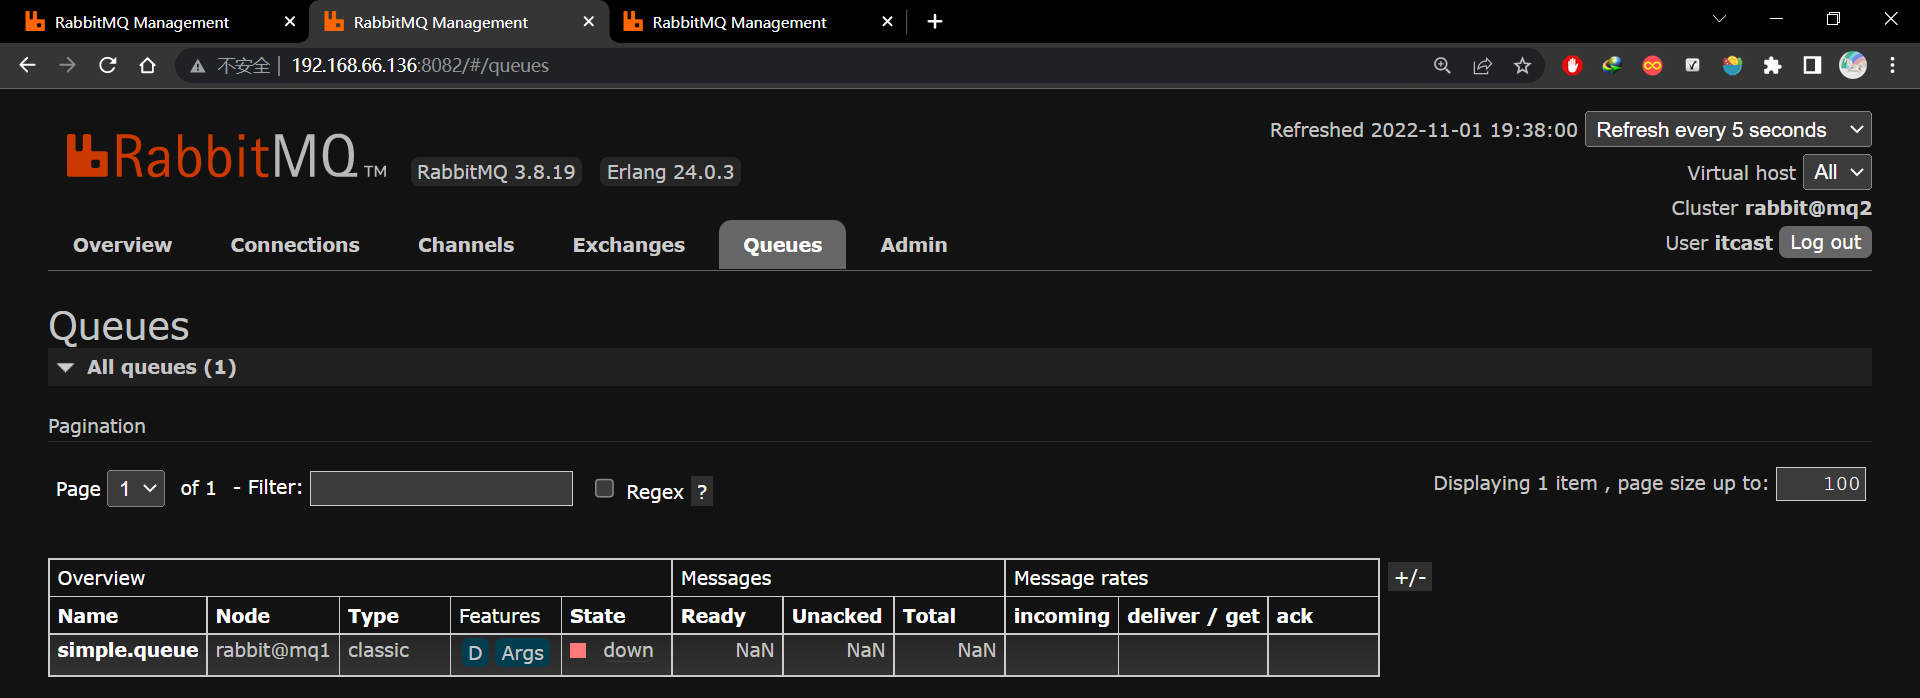 RabbitMQ Management
RabbitMQ Management
RabbitMQ Management
不安全 192.168.66.136:8082/#/queues
RabbitMQ TM
RabbitMQ 3.8.19 Erlang 24.0.3
Refreshed 2022-11-01 19:38:00 Refresh every 5 seconds
Virtual host All
Cluster rabbit@mq2
User itcast Log out
Overview Connections Channels Exchanges Queues Admin
Queues
All queues (1)
Pagination
Page 1 of 1 - Filter: Regex ? Displaying 1 item , page size up to: 100
Overview Messages Message rates +/-
Name Node Type Features State Ready Unacked Total incoming deliver / get ack
simple.queue rabbit@mq1 classic D Args down NaN NaN NaN